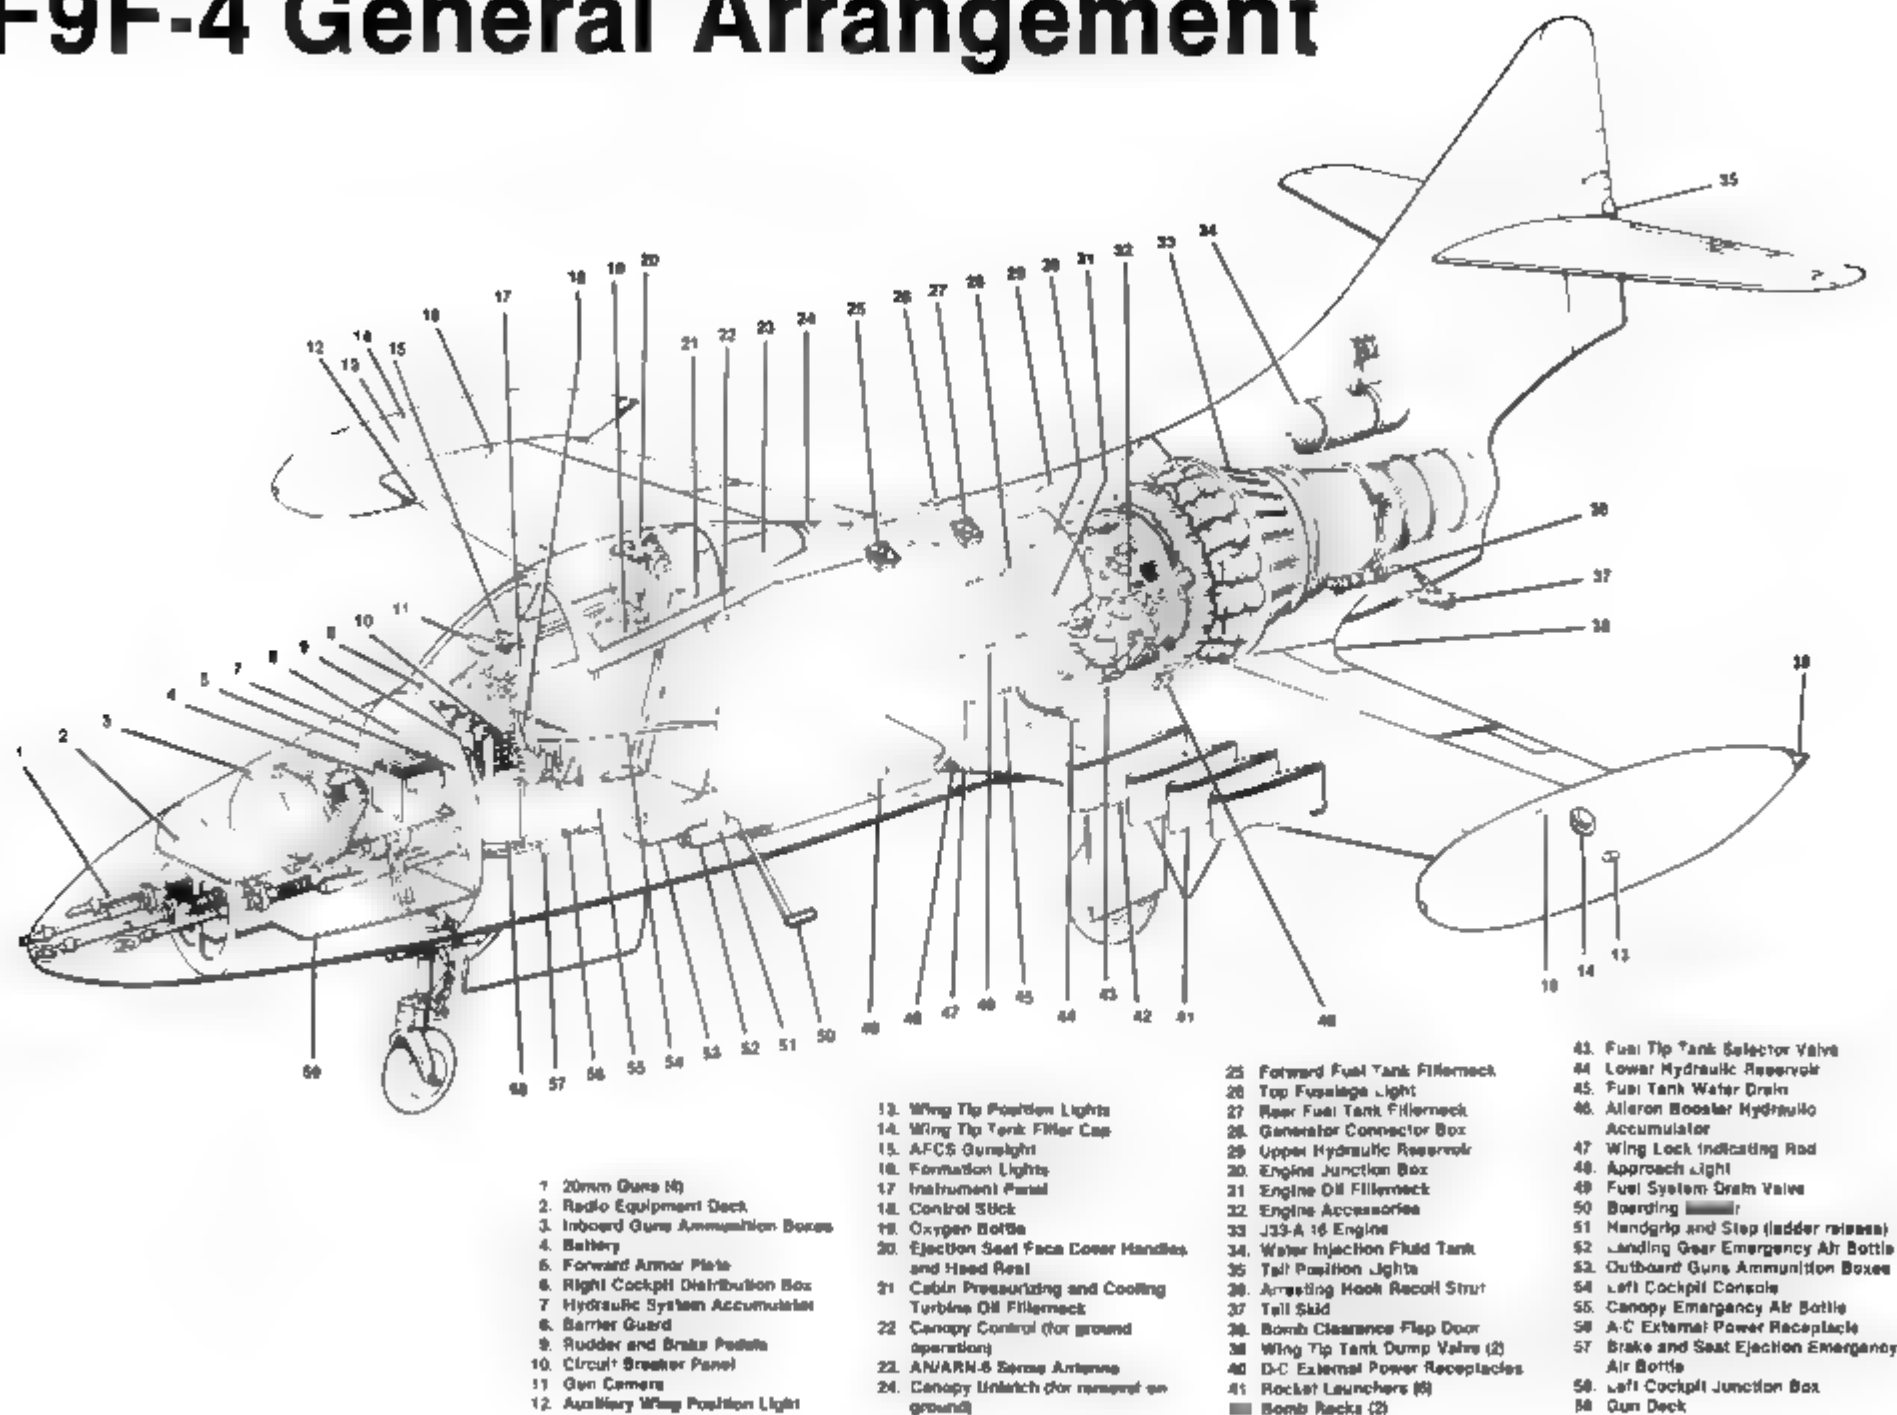 F9F-4 General Arrangement
1 20mm Guns (4)
2. Radio Equipment Deck
3. Inboard Guns Ammunition Boxes
4. Battery
5. Forward Armor Plate
6. Right Cockpit Distribution Box
7 Hydraulic System Accumulator
8. Barrier Guard
9. Rudder and Brake Pedals
10. Circuit Breaker Panel
11 Gun Camera
12. Auxiliary Wing Position Light
13. Wing Tip Position Lights
14. Wing Tip Tank Filler Cap
15. AFCS Gunsight
16. Formation Lights
17 Instrument Panel
18. Control Stick
19. Oxygen Bottle
20. Ejection Seat Face Cover Handles
and Head Rest
21 Cabin Pressurizing and Cooling
Turbine Oil Fillerneck
22 Canopy Control (for ground
operation)
23. AN/ARN-6 Sense Antenna
24. Canopy Unlatch (for removal on
ground)
25 Forward Fuel Tank Fillerneck
26 Top Fuselage Light
27 Rear Fuel Tank Fillerneck
28. Generator Connector Box
29 Upper Hydraulic Reservoir
30. Engine Junction Box
31 Engine Oil Fillerneck
32 Engine Accessories
33 J33-A 16 Engine
34. Water Injection Fluid Tank
35 Tail Position Lights
36. Arresting Hook Recoil Strut
37 Tail Skid
38. Bomb Clearance Flap Door
39 Wing Tip Tank Dump Valve (2)
40 D-C External Power Receptacles
41 Rocket Launchers (6)
Bomb Racks (2)
43. Fuel Tip Tank Selector Valve
44 Lower Hydraulic Reservoir
45. Fuel Tank Water Drain
46. Aileron Booster Hydraulic
Accumulator
47 Wing Lock Indicating Rod
48. Approach Light
49 Fuel System Drain Valve
50 Boarding
51 Handgrip and Step (ladder release)
52 Landing Gear Emergency Air Bottle
53. Outboard Guns Ammunition Boxes
54 Left Cockpit Console
55. Canopy Emergency Air Bottle
56 A-C External Power Receptacle
57 Brake and Seat Ejection Emergency
Air Bottle
58. Left Cockpit Junction Box
59 Gun Deck